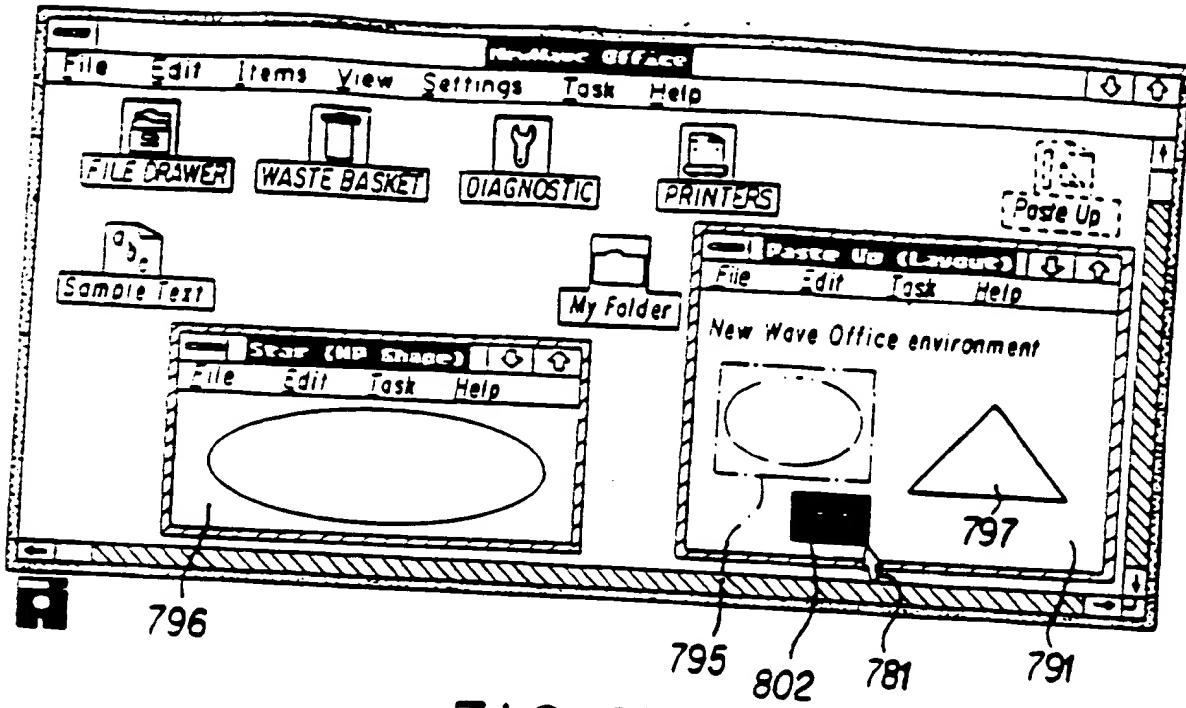 NewWave Office
File Edit Items View Settings Task Help
FILE DRAWER WASTE BASKET DIAGNOSTIC PRINTERS Paste Up
abc
Sample Text
My Folder
Paste Up (Layout)
File Edit Task Help
New Wave Office environment
Star (HP Shape)
File Edit Task Help
797
796
795
802
781
791